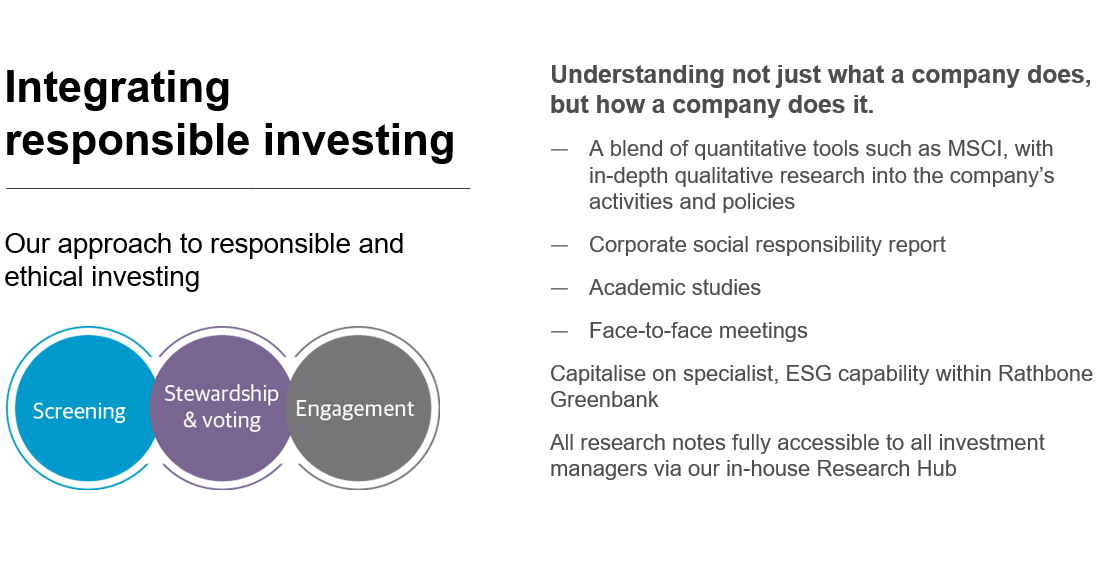 Integrating
responsible investing
Our approach to responsible and
ethical investing
Screening
Stewardship
& voting
Engagement
Understanding not just what a company does,
but how a company does it.
— A blend of quantitative tools such as MSCI, with
in-depth qualitative research into the company’s
activities and policies
— Corporate social responsibility report
— Academic studies
— Face-to-face meetings
Capitalise on specialist, ESG capability within Rathbone
Greenbank
All research notes fully accessible to all investment
managers via our in-house Research Hub